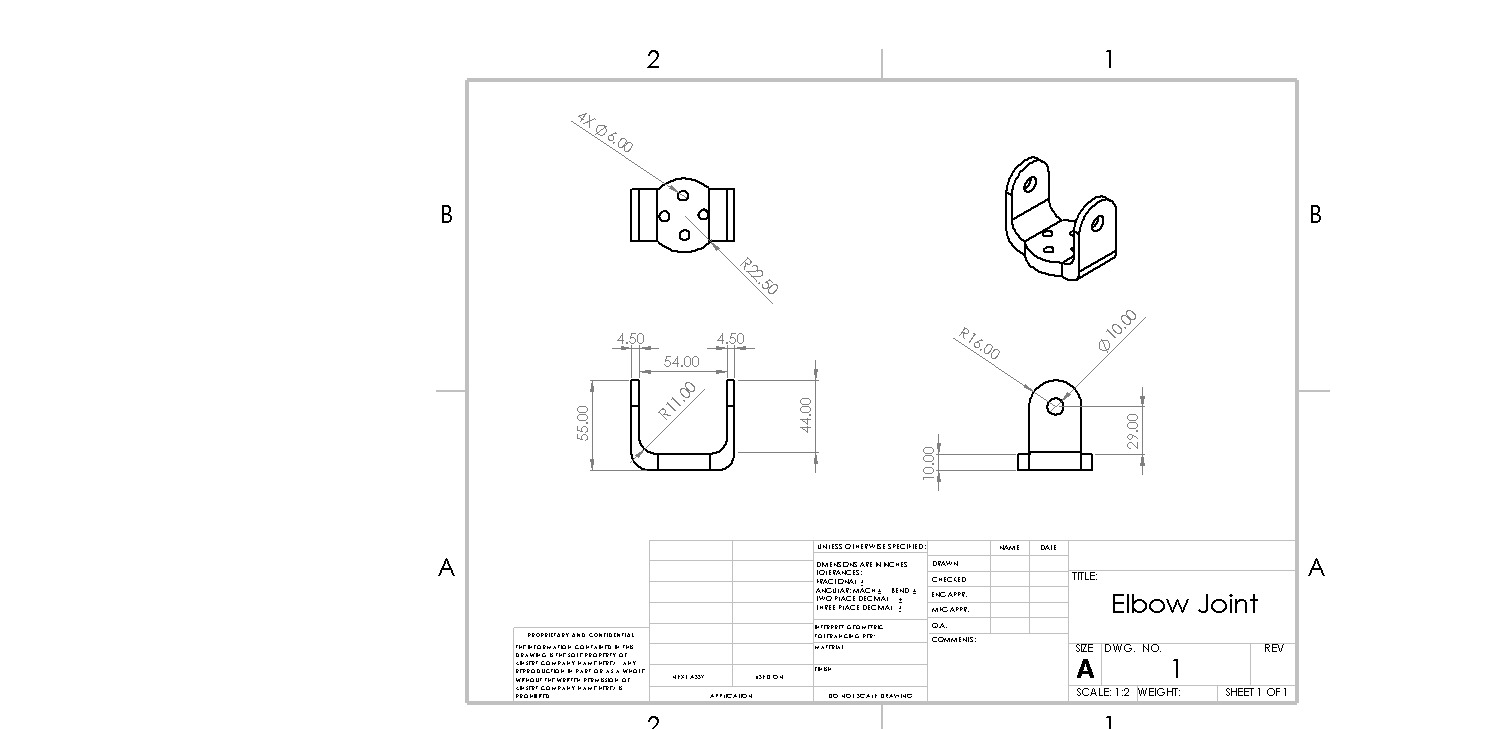 2
1
B
B
4X Ø6.00
R22.50
4.50
4.50
54.00
R11.00
55.00
44.00
R16.00
Ø10.00
29.00
10.00
A
A
UNLESS OTHERWISE SPECIFIED:
NAME
DATE
DIMENSIONS ARE IN INCHES
TOLERANCES:
FRACTIONAL ±
ANGULAR: MACH ± BEND ±
TWO PLACE DECIMAL ±
THREE PLACE DECIMAL ±
DRAWN
CHECKED
ENG APPR.
MFG APPR.
Q.A.
COMMENTS:
INTERPRET GEOMETRIC
TOLERANCING PER:
MATERIAL
FINISH
TITLE:
Elbow Joint
SIZE
DWG. NO.
REV
A
1
SCALE: 1:2
WEIGHT:
SHEET 1 OF 1
PROPRIETARY AND CONFIDENTIAL
THE INFORMATION CONTAINED IN THIS
DRAWING IS THE SOLE PROPERTY OF
<INSERT COMPANY NAME HERE>. ANY
REPRODUCTION IN PART OR AS A WHOLE
WITHOUT THE WRITTEN PERMISSION OF
<INSERT COMPANY NAME HERE> IS
PROHIBITED.
NEXT ASSY
USED ON
APPLICATION
DO NOT SCALE DRAWING
2
1